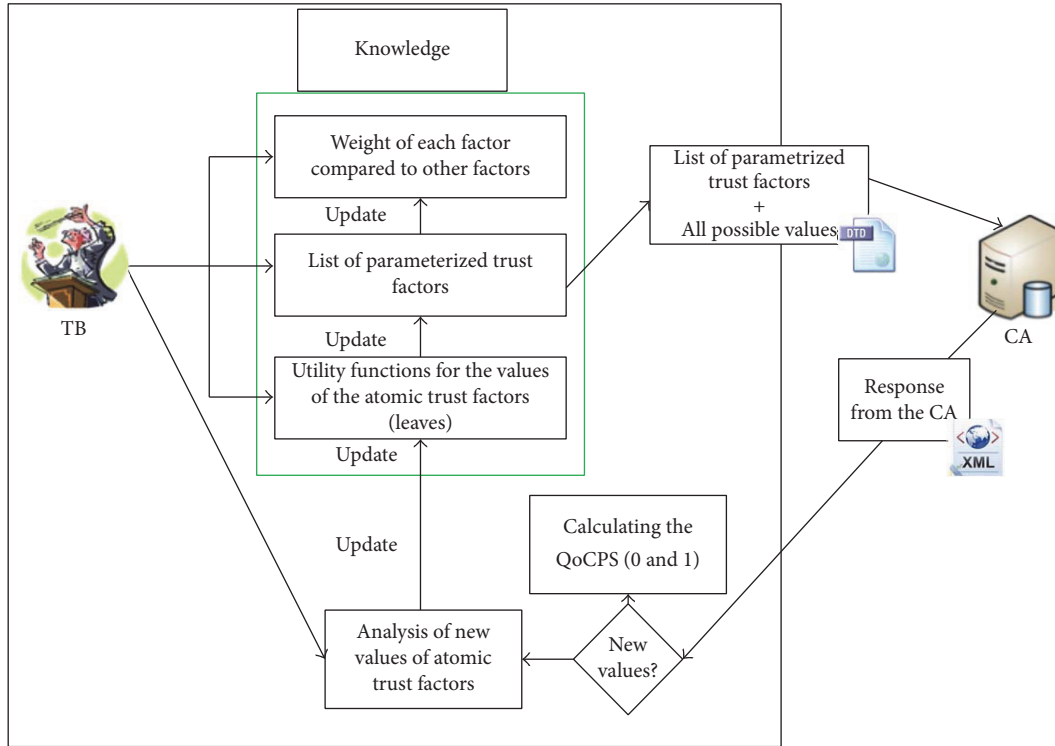 Knowledge
Weight of each factor
compared to other factors
Update
List of parameterized trust
factors
Update
Utility functions for the values
of the atomic trust factors
(leaves)
Update
Update
TB
List of parametrized
trust factors
+
All possible values
DTD
CA
Response
from the CA
XML
Calculating the
QoCPS (0 and 1)
New
values?
Analysis of new
values of atomic
trust factors